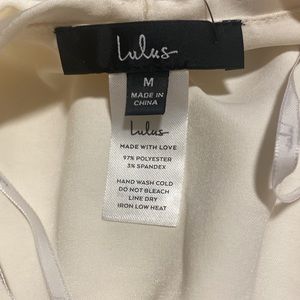 Lulus
M
MADE IN
CHINA
Lulus
MADE WITH LOVE
97% POLYESTER
3% SPANDEX
HAND WASH COLD
DO NOT BLEACH
LINE DRY
IRON LOW HEAT